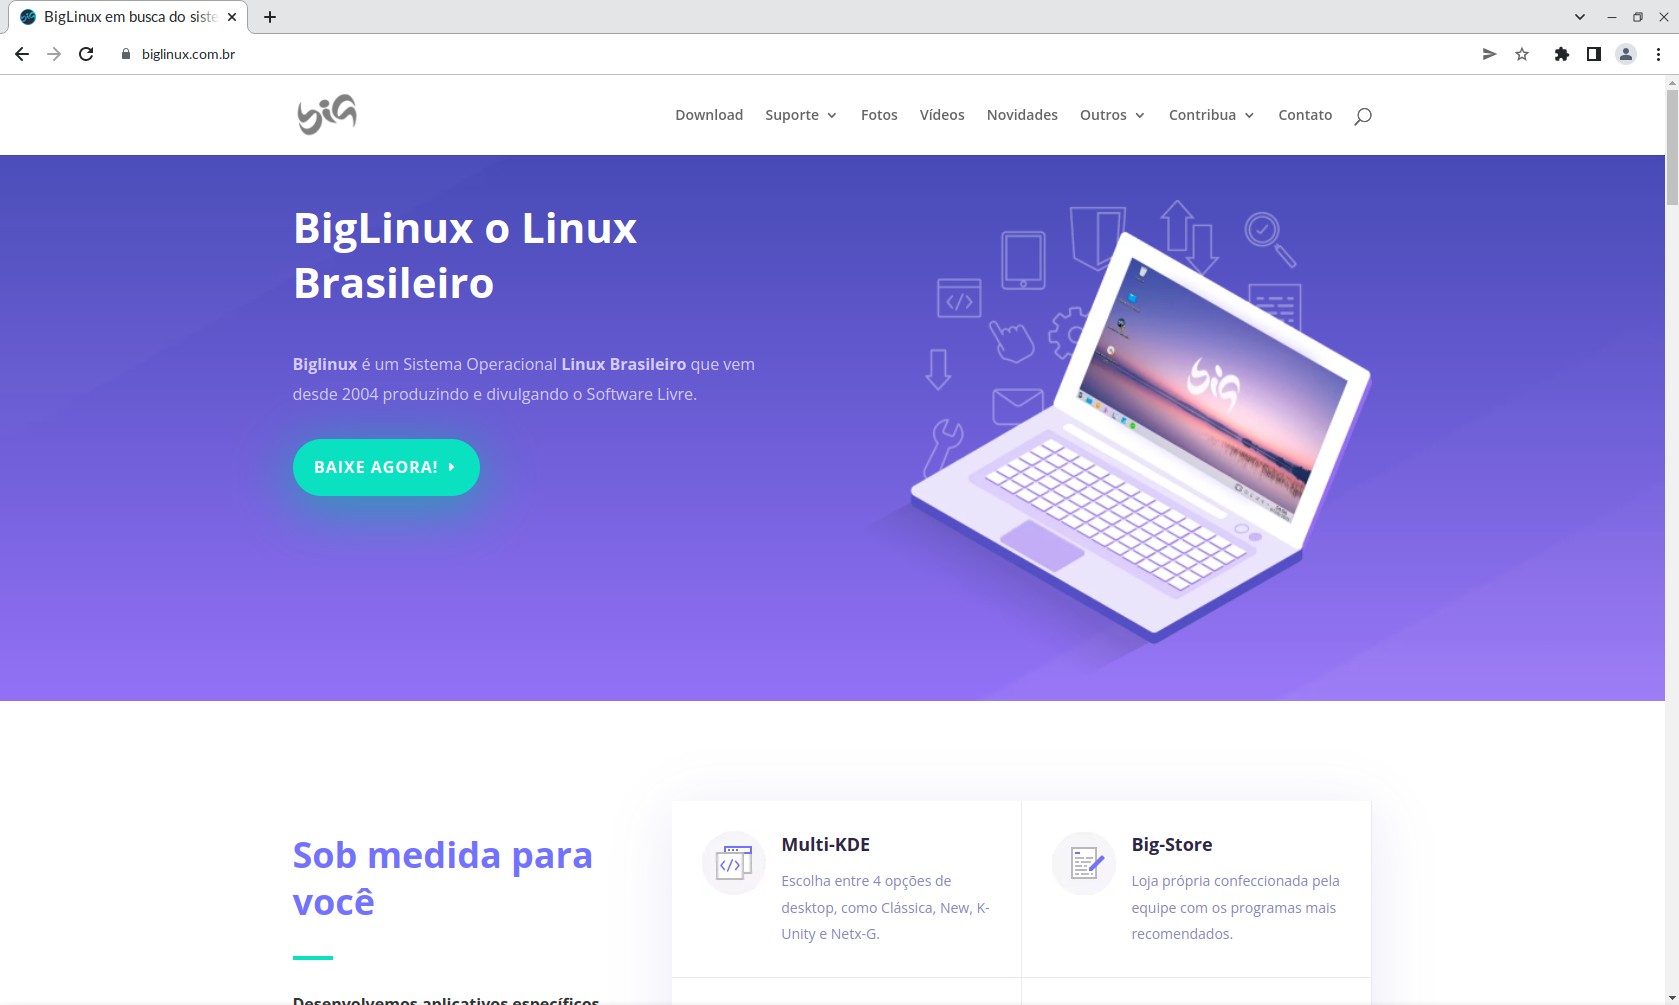 BigLinux em busca do siste
biglinux.com.br
big
Download
Suporte
Fotos
Vídeos
Novidades
Outros
Contribua
Contato
BigLinux o Linux
Brasileiro
Biglinux é um Sistema Operacional Linux Brasileiro que vem
desde 2004 produzindo e divulgando o Software Livre.
BAIXE AGORA!
big
Sob medida para
você
Desenvolvemos aplicativos específicos
Multi-KDE
Escolha entre 4 opções de
desktop, como Clássica, New, K-
Unity e Netx-G.
Big-Store
Loja própria confeccionada pela
equipe com os programas mais
recomendados.